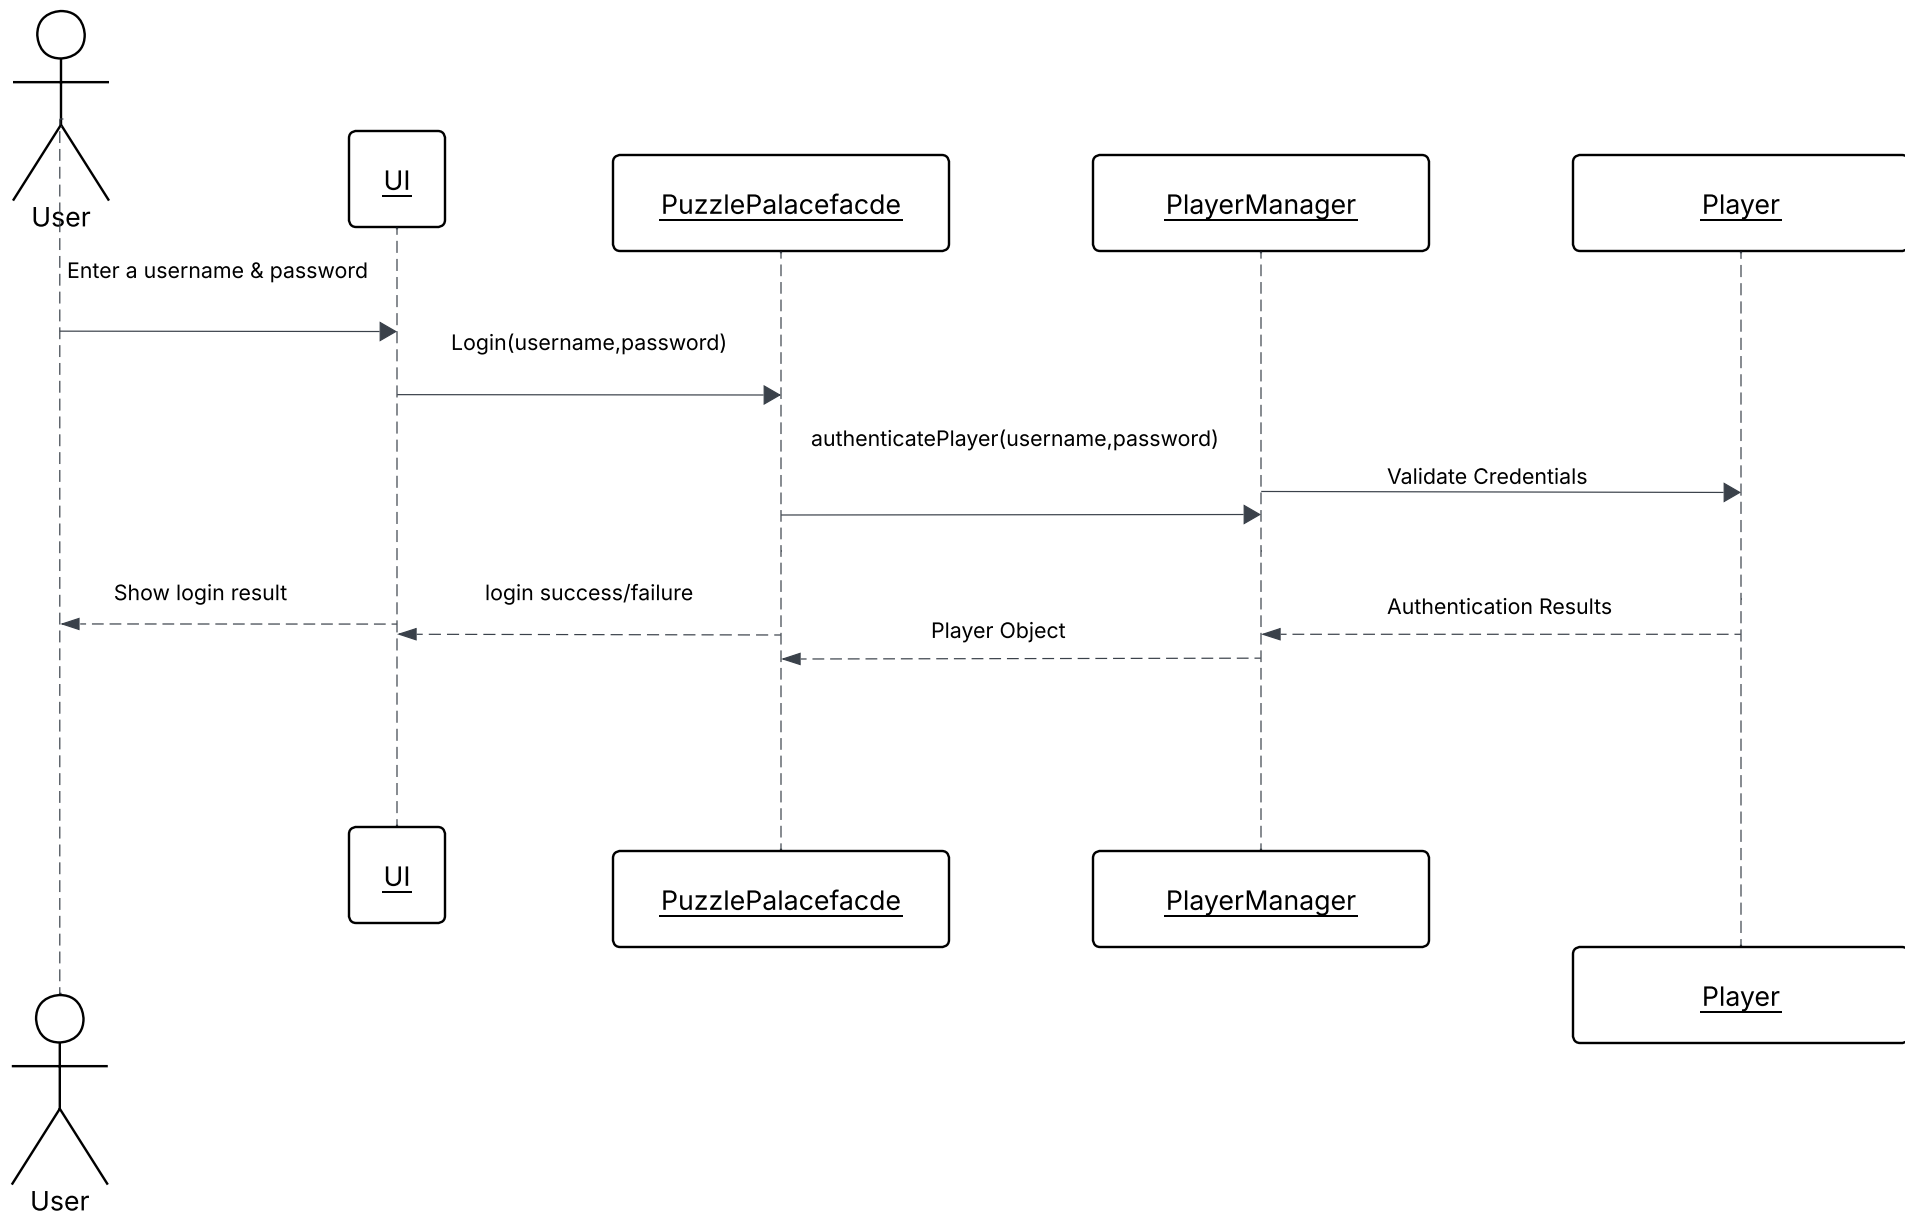 User
UI
PuzzlePalacefacde
PlayerManager
Player
Enter a username & password
Login(username,password)
authenticatePlayer(username,password)
Validate Credentials
Show login result
login success/failure
Player Object
Authentication Results
UI
PuzzlePalacefacde
PlayerManager
Player
User